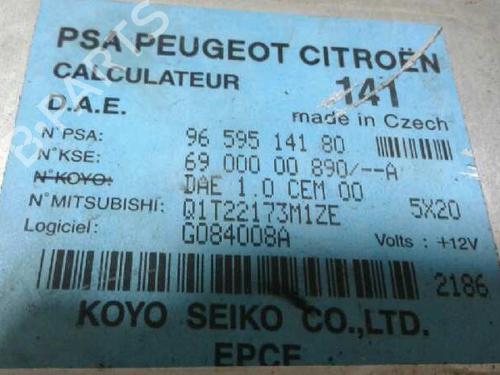 PSA PEUGEOT CITROËN
CALCULATEUR 141
D.A.E. made in Czech
N°PSA: 96 595 141 80
N°KSE: 69 000 00 890/--A
N°KOYO: DAE 1.0 CEM 00
N°MITSUBISHI: Q1T22173M1ZE 5X20
Logiciel: G084008A Volts : +12V
2186
KOYO SEIKO CO.,LTD.
EPCE